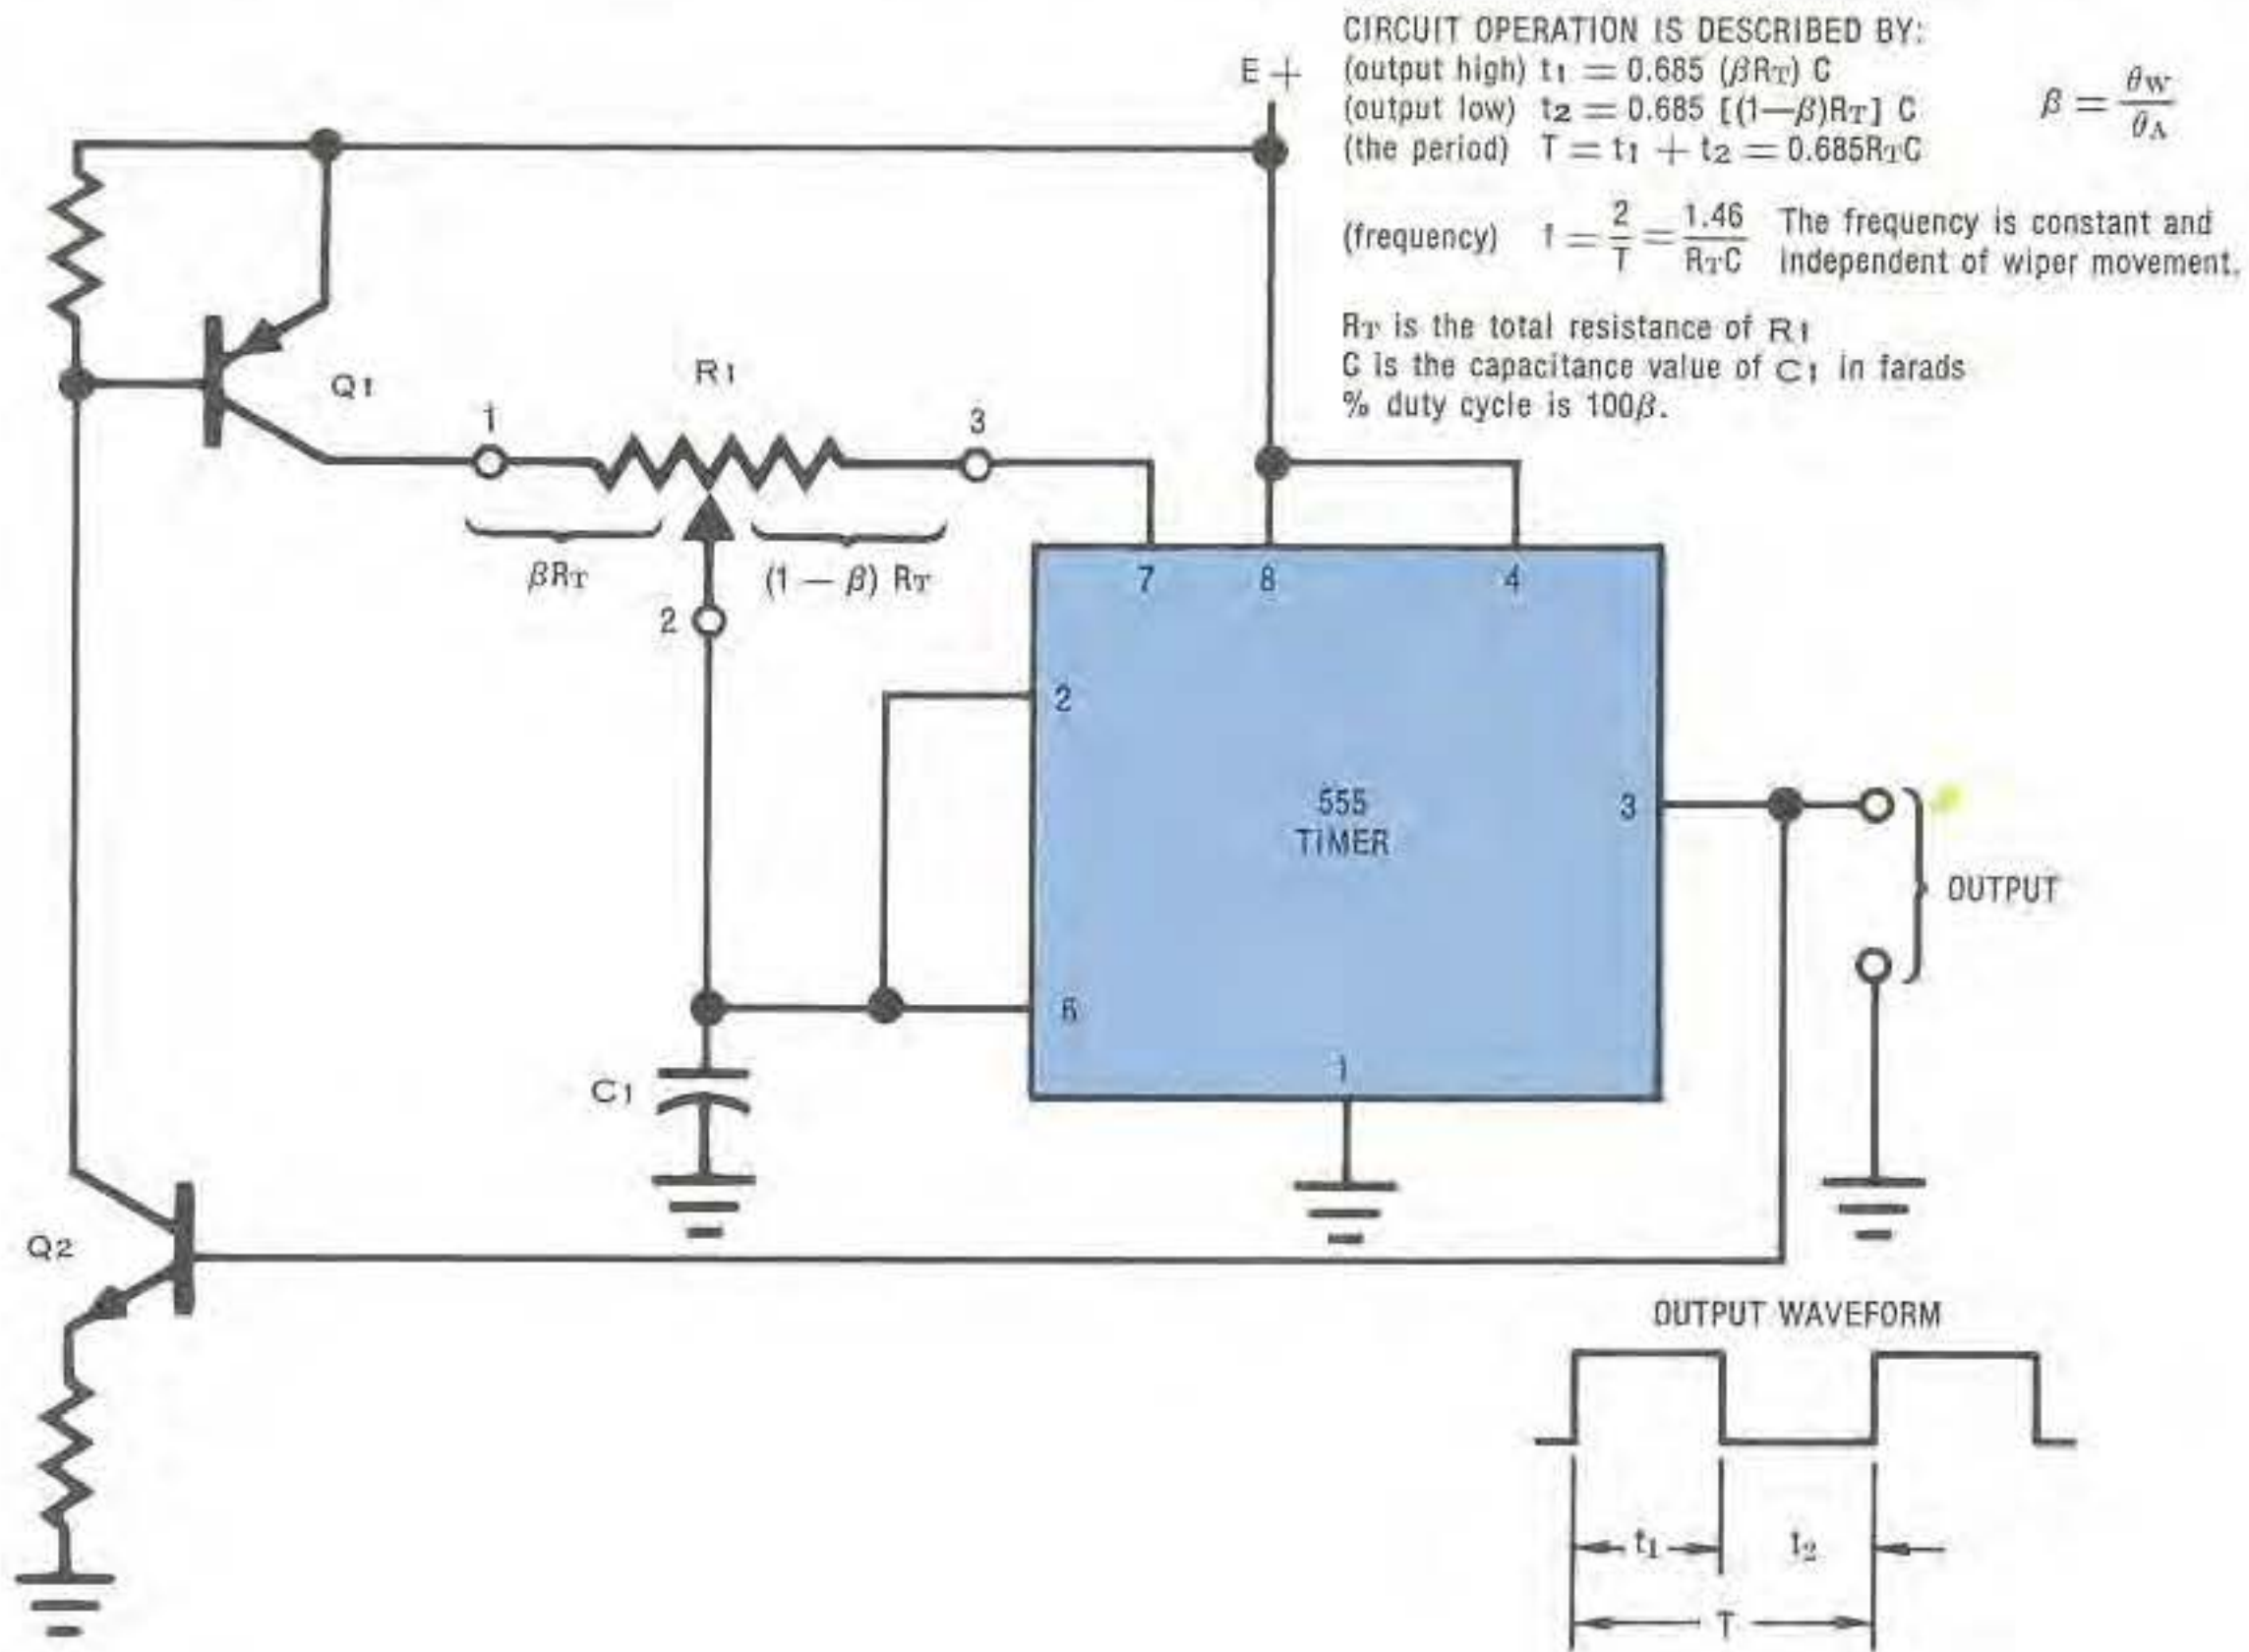 CIRCUIT OPERATION IS DESCRIBED BY:
(output high) t1 = 0.685 (βRT) C
(output low) t2 = 0.685 [(1—β)RT] C
(the period) T = t1 + t2 = 0.685RTC
β = θW/θA
(frequency) f = 2/T = 1.46/RTC The frequency is constant and
independent of wiper movement.
RT is the total resistance of R1
C is the capacitance value of C1 in farads
% duty cycle is 100β.
E +
Q1
R1
1
3
βRT
(1 — β) RT
2
7
8
4
2
555
TIMER
3
6
1
OUTPUT
C1
Q2
OUTPUT WAVEFORM
t1
t2
T